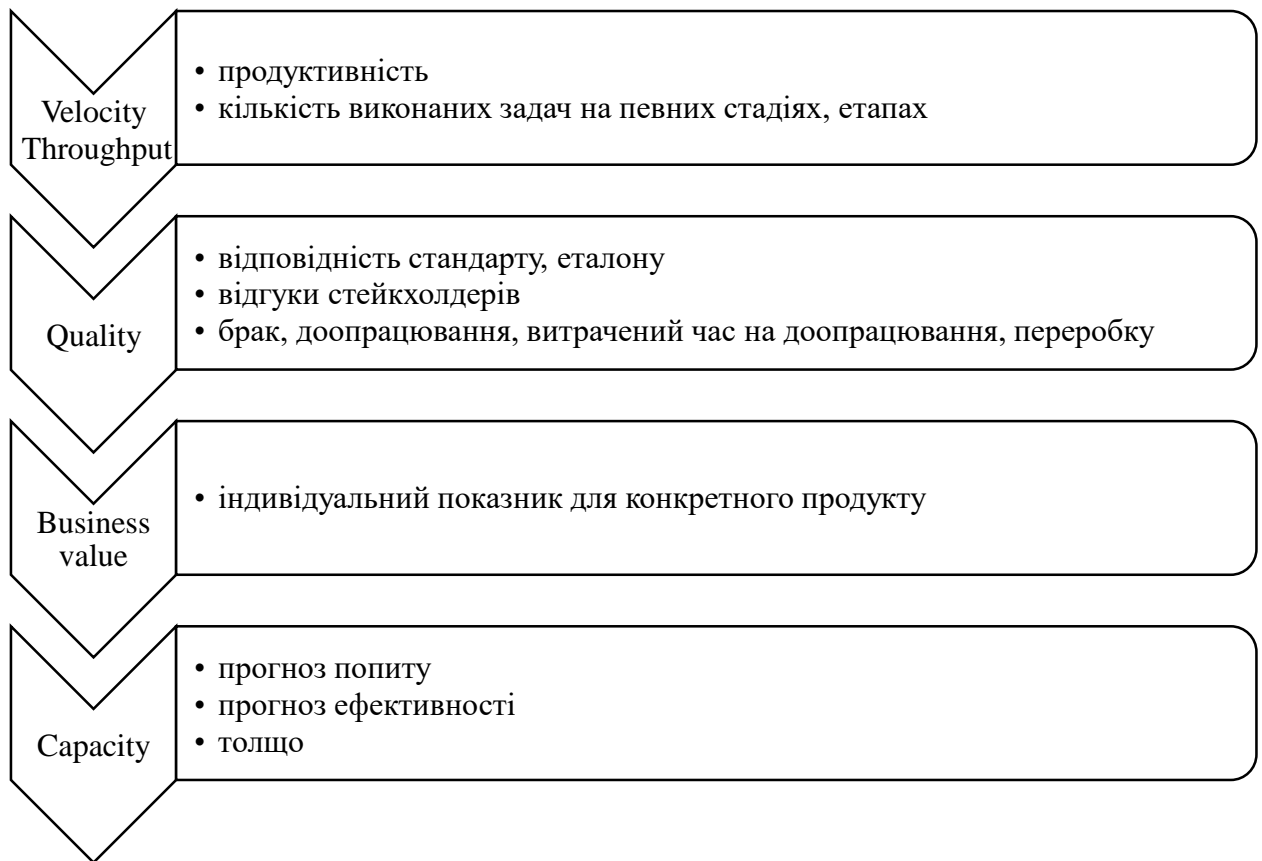 Velocity
Throughput
• продуктивність
• кількість виконаних задач на певних стадіях, етапах
Quality
• відповідність стандарту, еталону
• відгуки стейкхолдерів
• брак, доопрацювання, витрачений час на доопрацювання, переробку
Business
value
• індивідуальний показник для конкретного продукту
Capacity
• прогноз попиту
• прогноз ефективності
• толщо